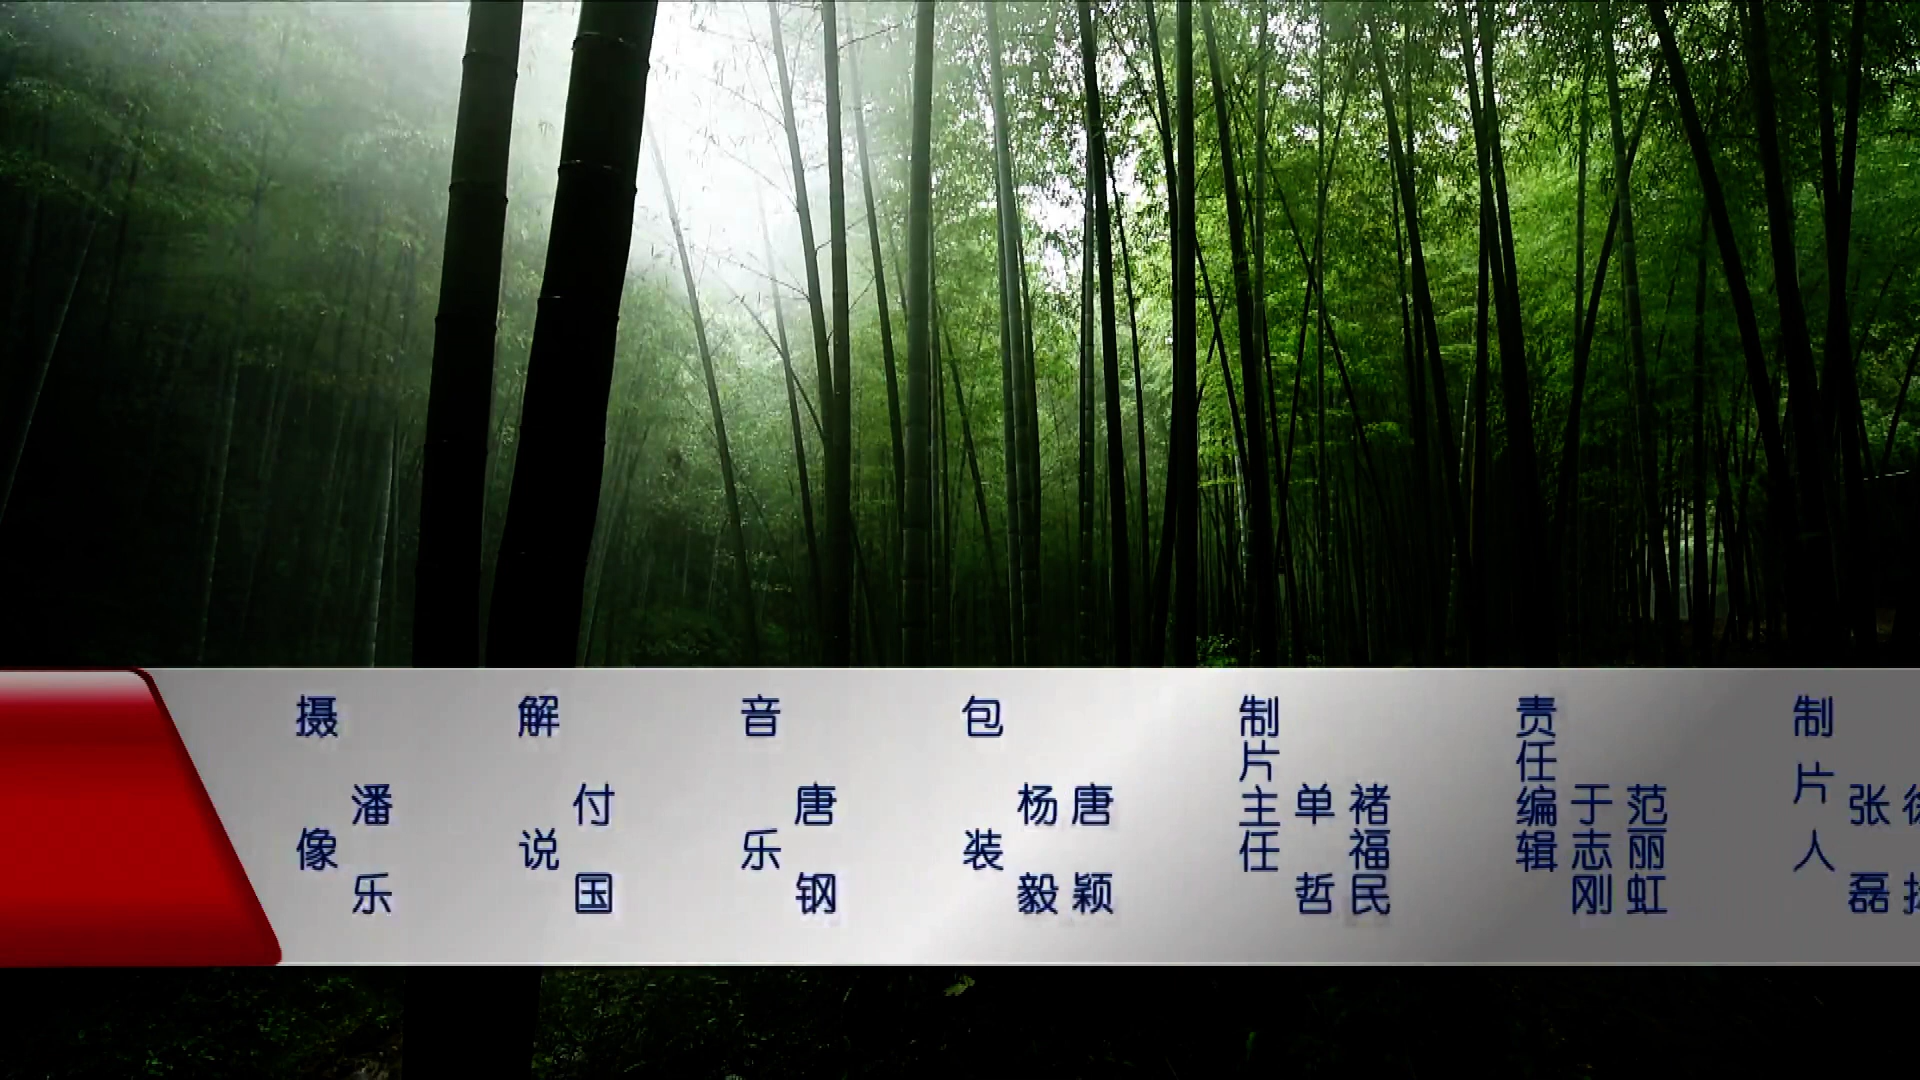 摄像
潘乐
解说
付国
音乐
唐钢
包装
杨毅
唐颖
制片主任
单哲
褚福民
责任编辑
于志刚
范丽虹
制片人
张磊